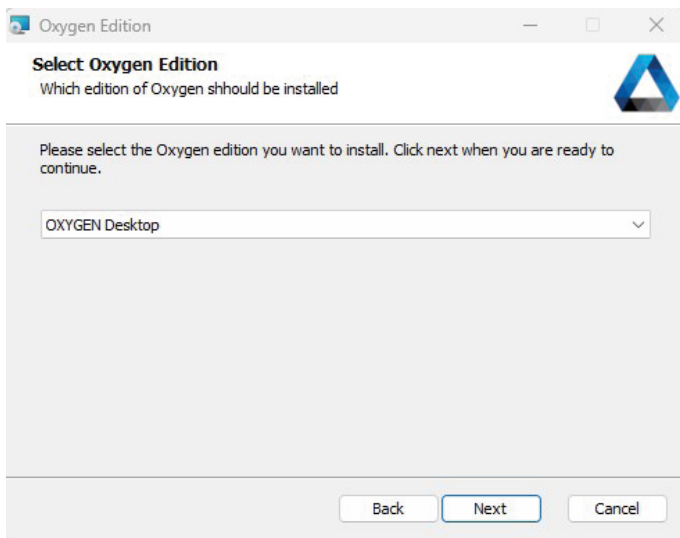 Oxygen Edition
Select Oxygen Edition
Which edition of Oxygen shhould be installed
Please select the Oxygen edition you want to install. Click next when you are ready to
continue.
OXYGEN Desktop
Back Next Cancel